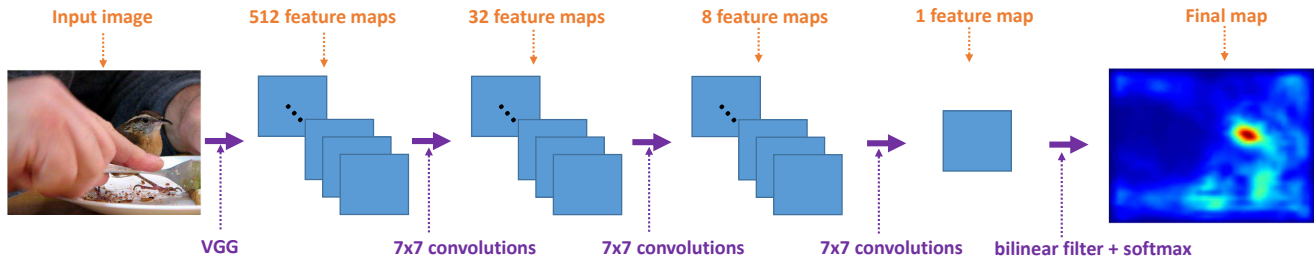 Input image
512 feature maps
32 feature maps
8 feature maps
1 feature map
Final map
VGG
7x7 convolutions
7x7 convolutions
7x7 convolutions
bilinear filter + softmax